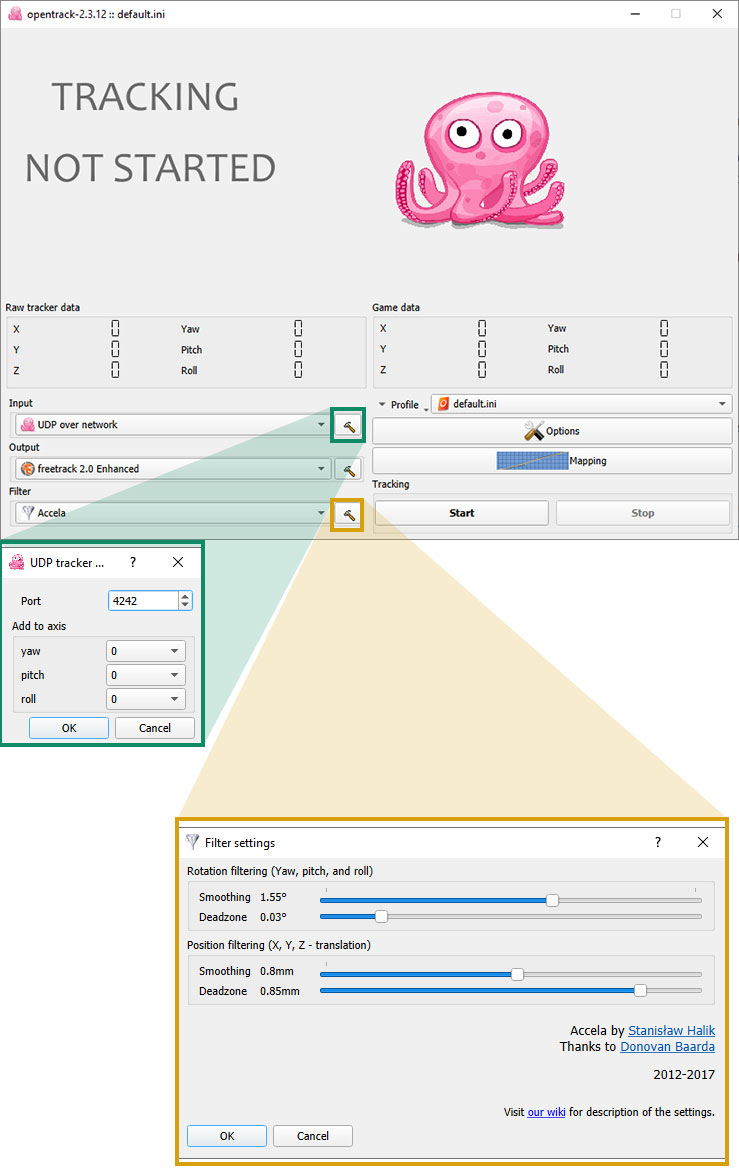 opentrack-2.3.12 :: default.ini
TRACKING
NOT STARTED
Raw tracker data
X 0 Yaw 0
Y 0 Pitch 0
Z 0 Roll 0
Game data
X 0 Yaw 0
Y 0 Pitch 0
Z 0 Roll 0
Input
UDP over network
Output
freetrack 2.0 Enhanced
Filter
Accela
Profile default.ini
Options
Mapping
Tracking
Start Stop
UDP tracker ... ?
Port 4242
Add to axis
yaw 0
pitch 0
roll 0
OK Cancel
Filter settings ?
Rotation filtering (Yaw, pitch, and roll)
Smoothing 1.55°
Deadzone 0.03°
Position filtering (X, Y, Z - translation)
Smoothing 0.8mm
Deadzone 0.85mm
Accela by Stanisław Halik
Thanks to Donovan Baarda
2012-2017
Visit our wiki for description of the settings.
OK Cancel